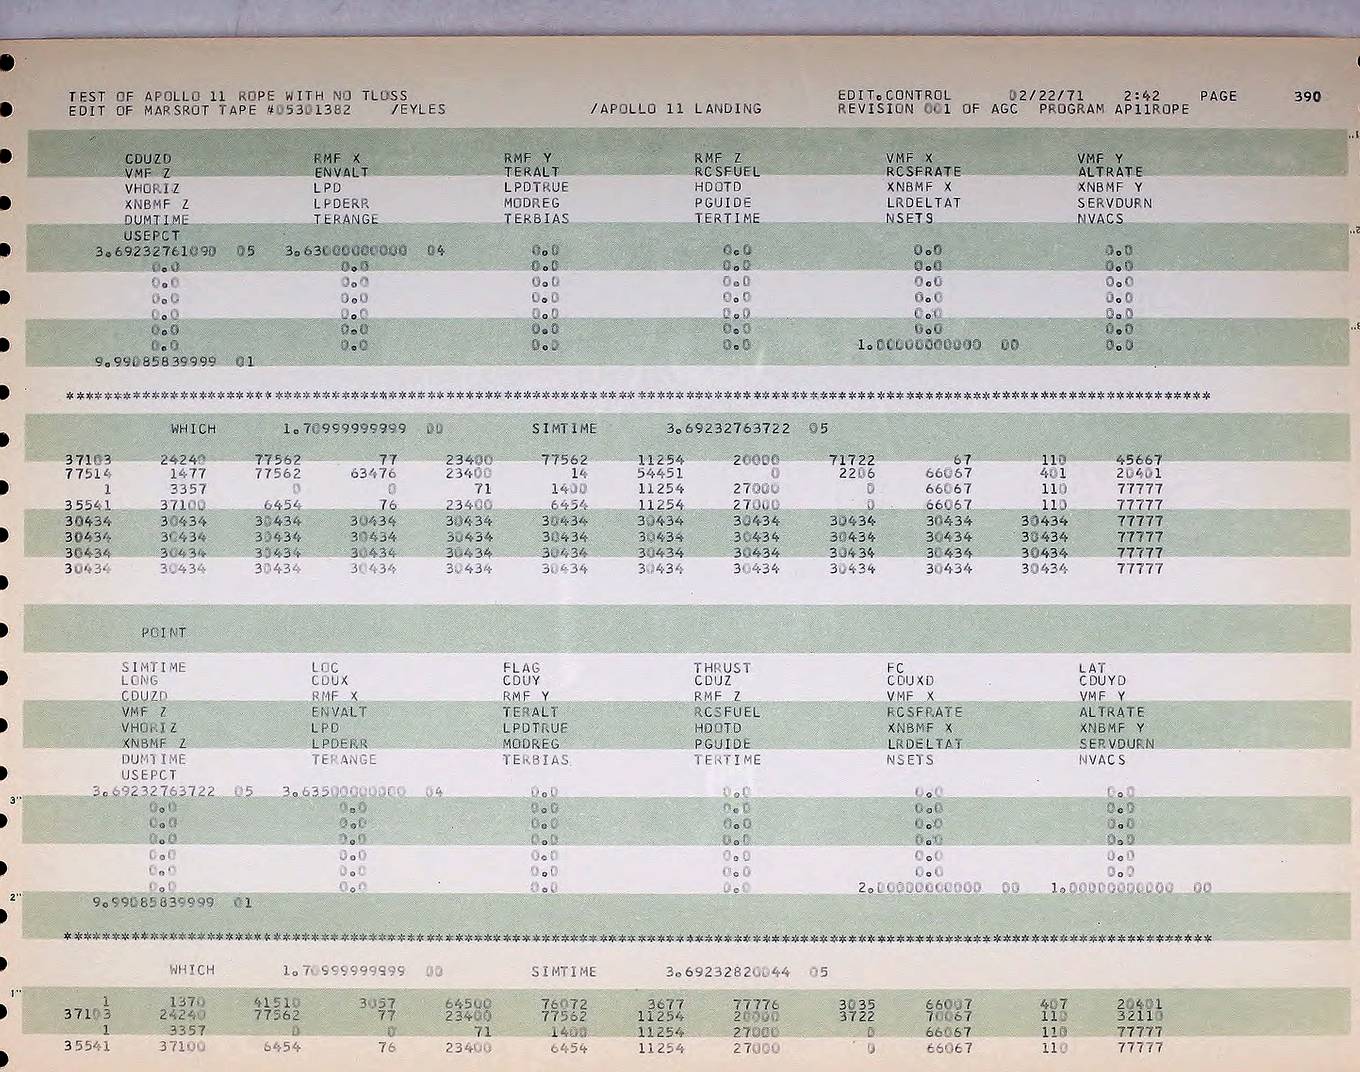 TEST OF APOLLO 11 ROPE WITH NO TLOSS EDIT.CONTROL 02/22/71 2:42 PAGE 390
EDIT OF MARSROT TAPE #05301382 /EYLES /APOLLO 11 LANDING REVISION 001 OF AGC PROGRAM AP11ROPE
CDUZD RMF X RMF Y RMF Z VMF X VMF Y
VMF Z ENVALT TERALT RCSFUEL RCSFRATE ALTRATE
VHORIZ LPD LPDTRUE HDOTD XNBMF X XNBMF Y
XNBMF Z LPDERR MODREG PGUIDE LRDELTAT SERVDURN
DUMTIME TERANGE TERBIAS TERTIME NSETS NVACS
USEPCT
3.69232761090 05 3.63000000000 04 0.0 0.0 0.0 0.0
0.0 0.0 0.0 0.0 0.0 0.0
0.0 0.0 0.0 0.0 0.0 0.0
0.0 0.0 0.0 0.0 0.0 0.0
0.0 0.0 0.0 0.0 0.0 0.0
0.0 0.0 0.0 0.0 0.0 0.0
0.0 0.0 0.0 0.0 1.00000000000 00 0.0
9.99085839999 01
WHICH 1.70999999999 00 SIMTIME 3.69232763722 05
37103 24240 77562 77 23400 77562 11254 20000 71722 67 110 45667
77514 1477 77562 63476 23400 14 54451 0 2206 66067 401 20401
1 3357 0 0 71 1400 11254 27000 0 66067 110 77777
35541 37100 6454 76 23400 6454 11254 27000 0 66067 110 77777
30434 30434 30434 30434 30434 30434 30434 30434 30434 30434 30434 77777
30434 30434 30434 30434 30434 30434 30434 30434 30434 30434 30434 77777
30434 30434 30434 30434 30434 30434 30434 30434 30434 30434 30434 77777
30434 30434 30434 30434 30434 30434 30434 30434 30434 30434 30434 77777
POINT
SIMTIME LOC FLAG THRUST FC LAT
LONG CDUX CDUY CDUZ CDUXD CDUYD
CDUZD RMF X RMF Y RMF Z VMF X VMF Y
VMF Z ENVALT TERALT RCSFUEL RCSFRATE ALTRATE
VHORIZ LPD LPDTRUE HDOTD XNBMF X XNBMF Y
XNBMF Z LPDERR MODREG PGUIDE LRDELTAT SERVDURN
DUMTIME TERANGE TERBIAS TERTIME NSETS NVACS
USEPCT
3.69232763722 05 3.63500000000 04 0.0 0.0 0.0 0.0
3" 0.0 0.0 0.0 0.0 0.0 0.0
0.0 0.0 0.0 0.0 0.0 0.0
0.0 0.0 0.0 0.0 0.0 0.0
0.0 0.0 0.0 0.0 0.0 0.0
0.0 0.0 0.0 0.0 0.0 0.0
0.0 0.0 0.0 0.0 2.00000000000 00 1.00000000000 00
2" 9.99085839999 01
WHICH 1.70999999999 00 SIMTIME 3.69232820044 05
1" 1 1370 41510 3057 64500 76072 3677 77776 3035 66007 407 20401
37103 24240 77562 77 23400 77562 11254 20000 3722 70067 110 32110
1 3357 0 0 71 1400 11254 27000 0 66067 110 77777
35541 37100 6454 76 23400 6454 11254 27000 0 66067 110 77777